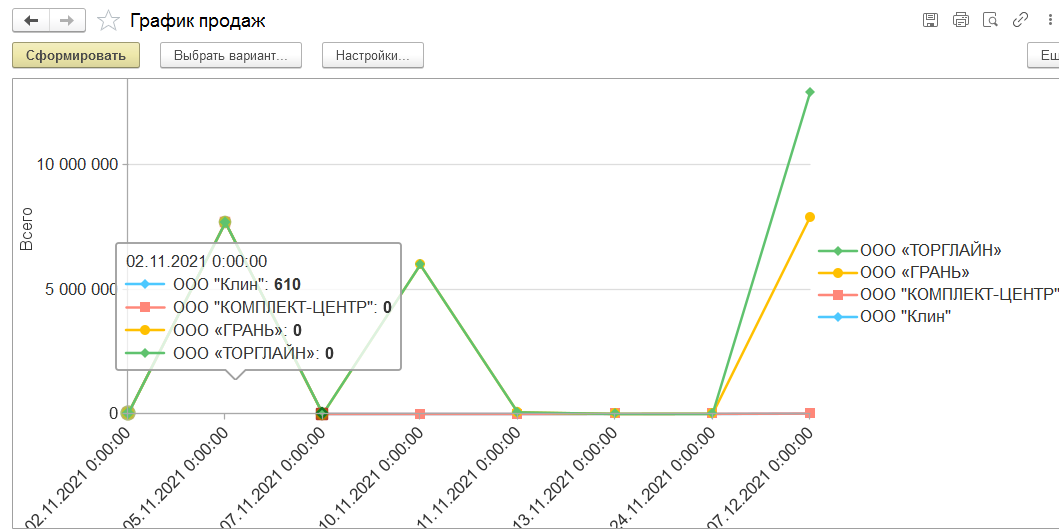 График продаж
Сформировать
Выбрать вариант...
Настройки...
Ещ
10 000 000
Всего
02.11.2021 0:00:00
ООО "Клин": 610
5 000 000
ООО "КОМПЛЕКТ-ЦЕНТР": 0
ООО «ГРАНЬ»: 0
ООО «ТОРГЛАЙН»: 0
ООО «ТОРГЛАЙН»
ООО «ГРАНЬ»
ООО "КОМПЛЕКТ-ЦЕНТР"
ООО "Клин"
0
02.11.2021 0:00:00
05.11.2021 0:00:00
07.11.2021 0:00:00
10.11.2021 0:00:00
11.11.2021 0:00:00
13.11.2021 0:00:00
24.11.2021 0:00:00
07.12.2021 0:00:00